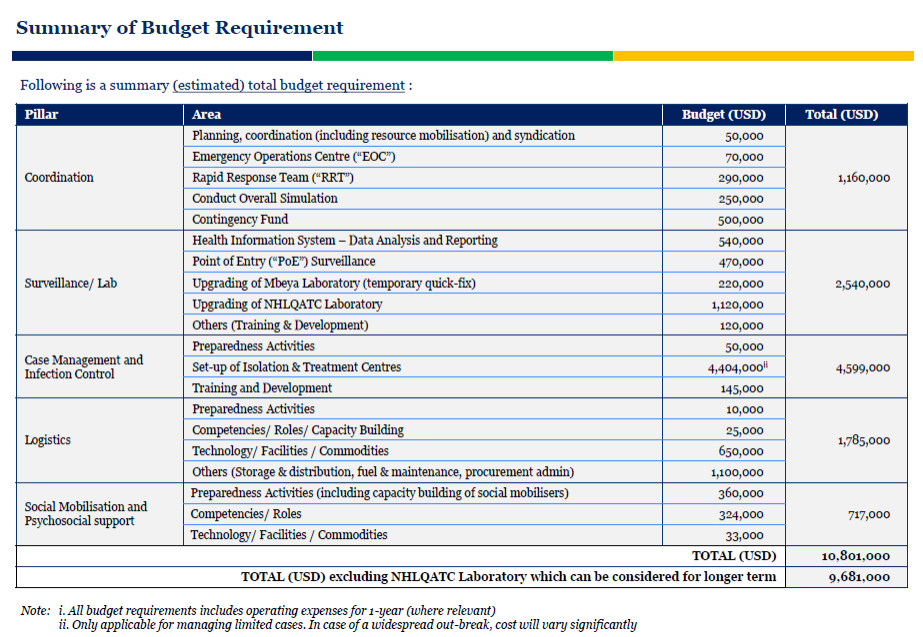 Summary of Budget Requirement
Following is a summary (estimated) total budget requirement :
Pillar Area Budget (USD) Total (USD)
Coordination
Planning, coordination (including resource mobilisation) and syndication 50,000
Emergency Operations Centre (“EOC”) 70,000
Rapid Response Team (“RRT”) 290,000
Conduct Overall Simulation 250,000
Contingency Fund 500,000
1,160,000
Surveillance/ Lab
Health Information System – Data Analysis and Reporting 540,000
Point of Entry (“PoE”) Surveillance 470,000
Upgrading of Mbeya Laboratory (temporary quick-fix) 220,000
Upgrading of NHLQATC Laboratory 1,120,000
Others (Training & Development) 120,000
2,540,000
Case Management and
Infection Control
Preparedness Activities 50,000
Set-up of Isolation & Treatment Centres 4,404,000ii
Training and Development 145,000
4,599,000
Logistics
Preparedness Activities 10,000
Competencies/ Roles/ Capacity Building 25,000
Technology/ Facilities / Commodities 650,000
Others (Storage & distribution, fuel & maintenance, procurement admin) 1,100,000
1,785,000
Social Mobilisation and
Psychosocial support
Preparedness Activities (including capacity building of social mobilisers) 360,000
Competencies/ Roles 324,000
Technology/ Facilities / Commodities 33,000
717,000
TOTAL (USD) 10,801,000
TOTAL (USD) excluding NHLQATC Laboratory which can be considered for longer term 9,681,000
Note: i. All budget requirements includes operating expenses for 1-year (where relevant)
ii. Only applicable for managing limited cases. In case of a widespread out-break, cost will vary significantly